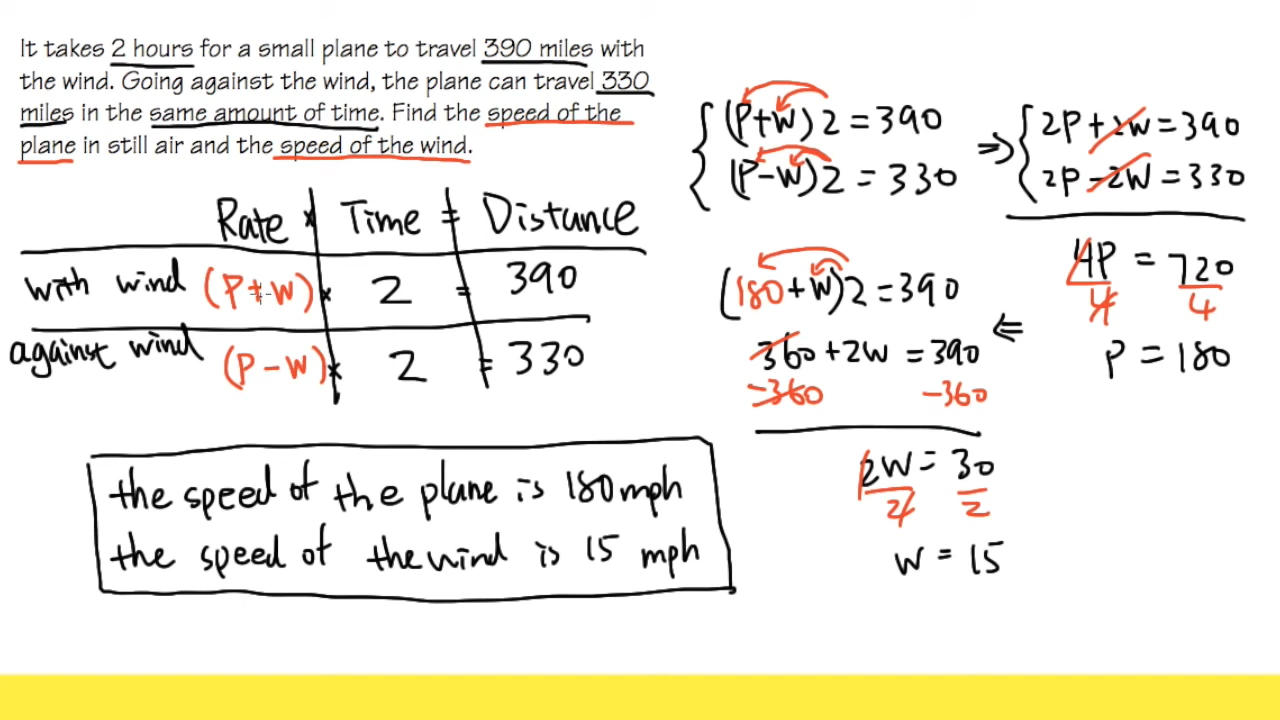 It takes 2 hours for a small plane to travel 390 miles with
the wind. Going against the wind, the plane can travel 330
miles in the same amount of time. Find the speed of the
plane in still air and the speed of the wind.
Rate × Time = Distance
with wind (P+W) × 2 = 390
against wind (P-W) × 2 = 330
the speed of the plane is 180 mph
the speed of the wind is 15 mph
(P+W)2=390
(P-W)2=330
⇒ 2P+2W=390
2P-2W=330
4P = 720
4 4
P = 180
⇐
(180+W)2=390
360+2W=390
-360 -360
2W = 30
2 2
W = 15